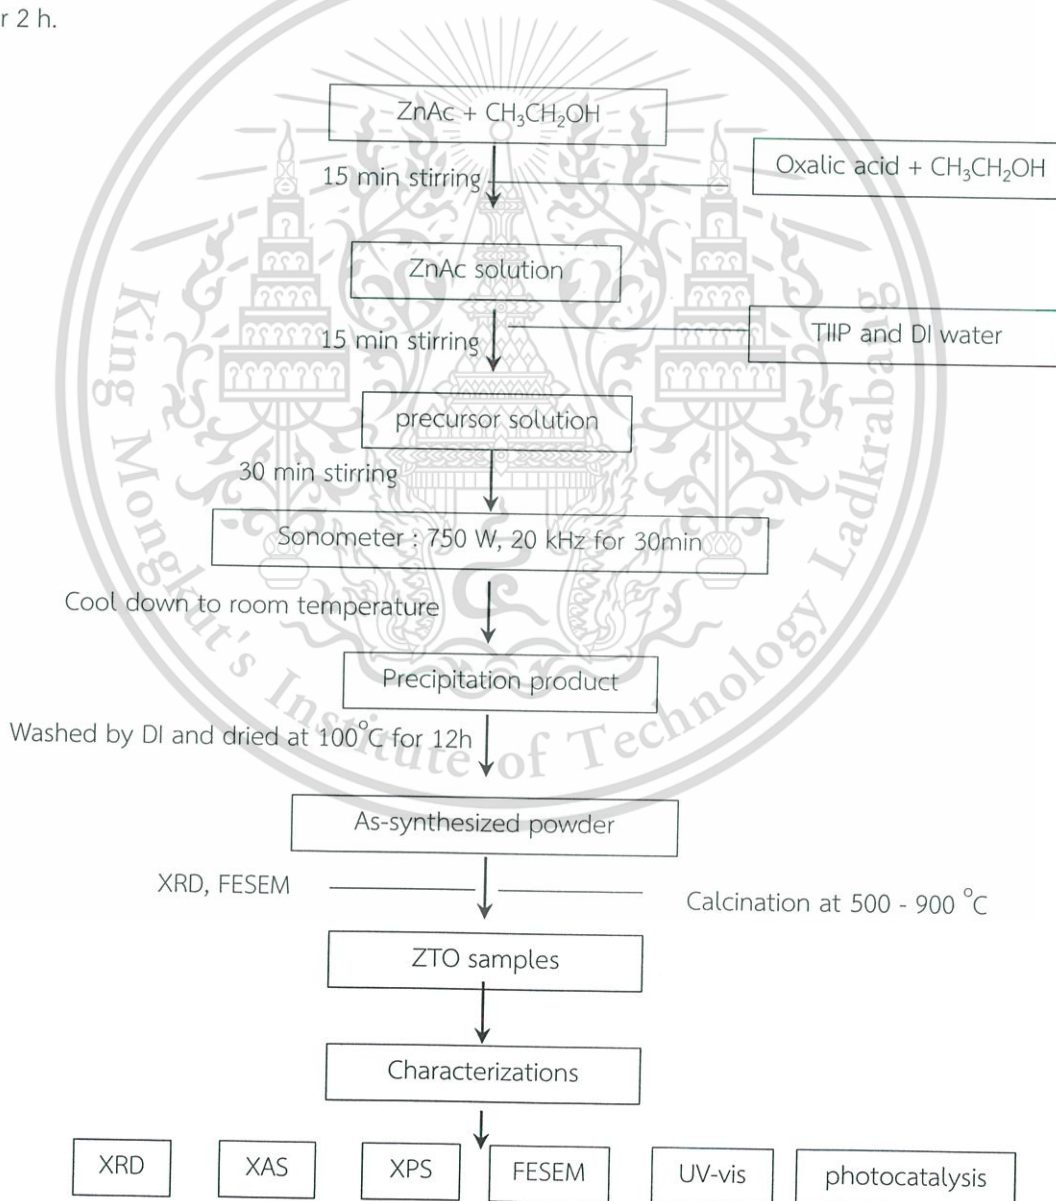 r 2 h.
ZnAc + CH₃CH₂OH
15 min stirring
Oxalic acid + CH₃CH₂OH
ZnAc solution
15 min stirring
TIIP and DI water
precursor solution
30 min stirring
Sonometer : 750 W, 20 kHz for 30min
Cool down to room temperature
Precipitation product
Washed by DI and dried at 100°C for 12h
As-synthesized powder
XRD, FESEM
Calcination at 500 - 900 °C
ZTO samples
Characterizations
XRD
XAS
XPS
FESEM
UV-vis
photocatalysis
King Mongkut's Institute of Technology Ladkrabang